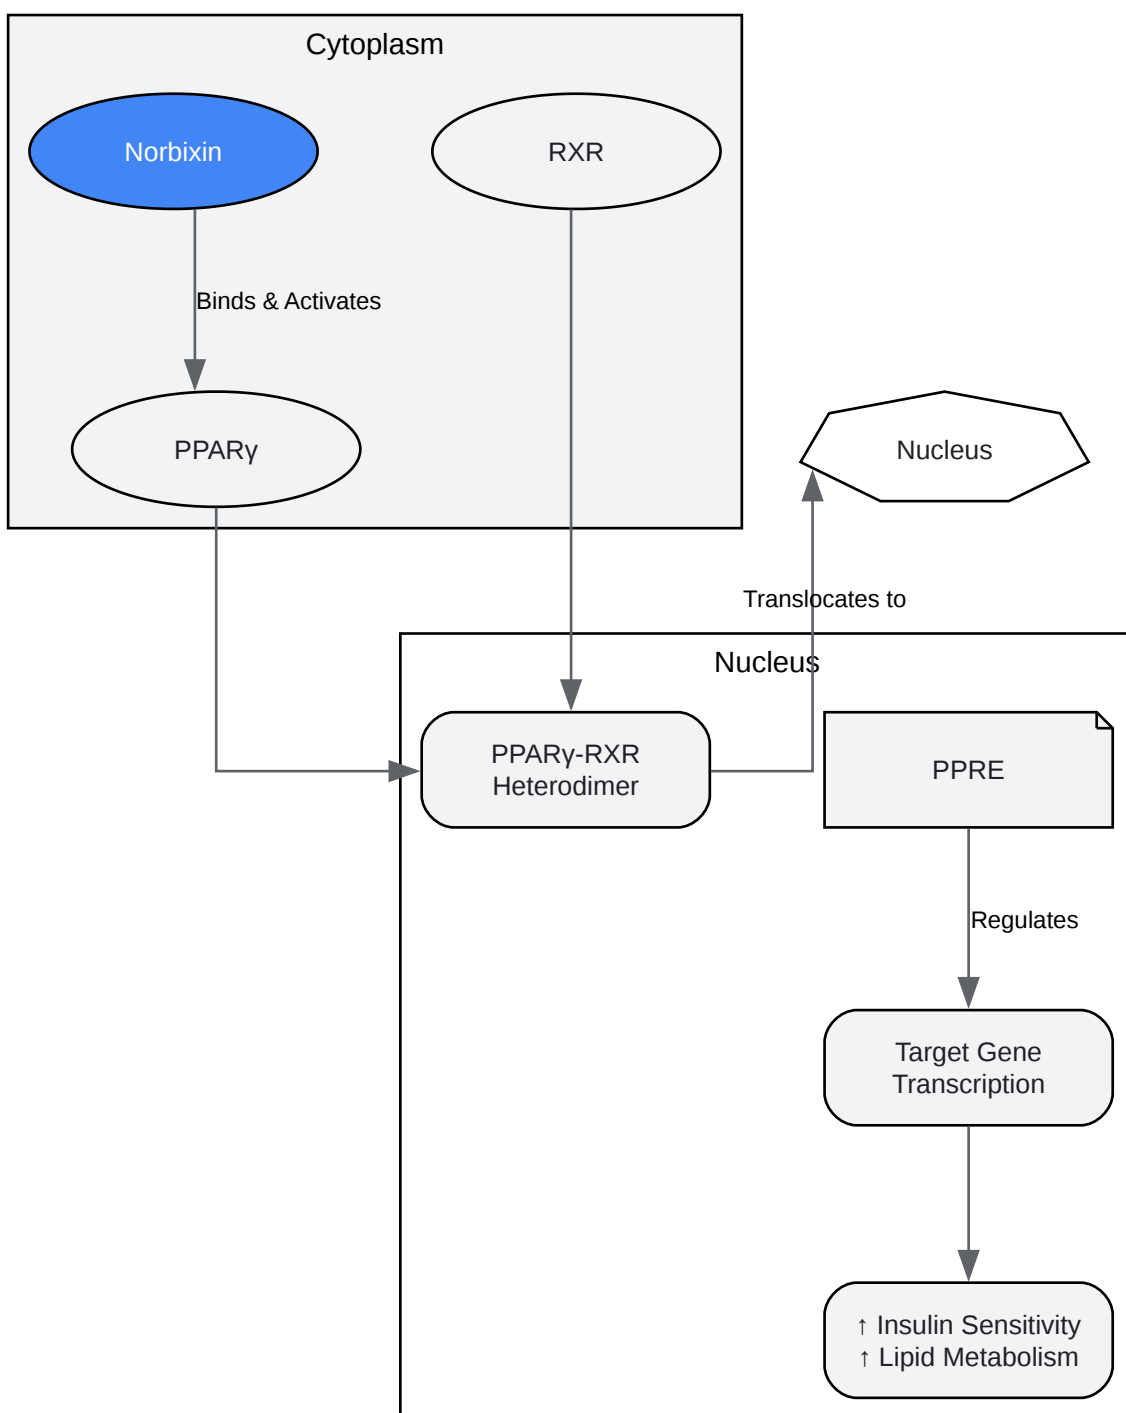 Cytoplasm
Norbixin
RXR
Binds & Activates
PPARγ
Nucleus
Translocates to
Nucleus
PPARγ-RXR
Heterodimer
PPRE
Regulates
Target Gene
Transcription
↑ Insulin Sensitivity
↑ Lipid Metabolism